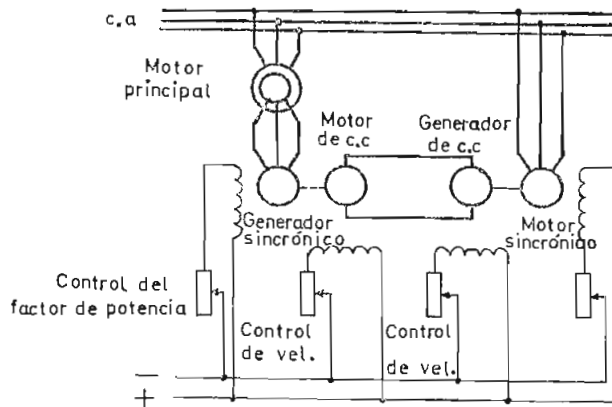 c.a
Motor
principal
Motor
de c.c
Generador
de c.c
Generador
sincrónico
Motor
sincrónico
Control del
factor de potencia
Control
de vel.
Control
de vel.
−
+